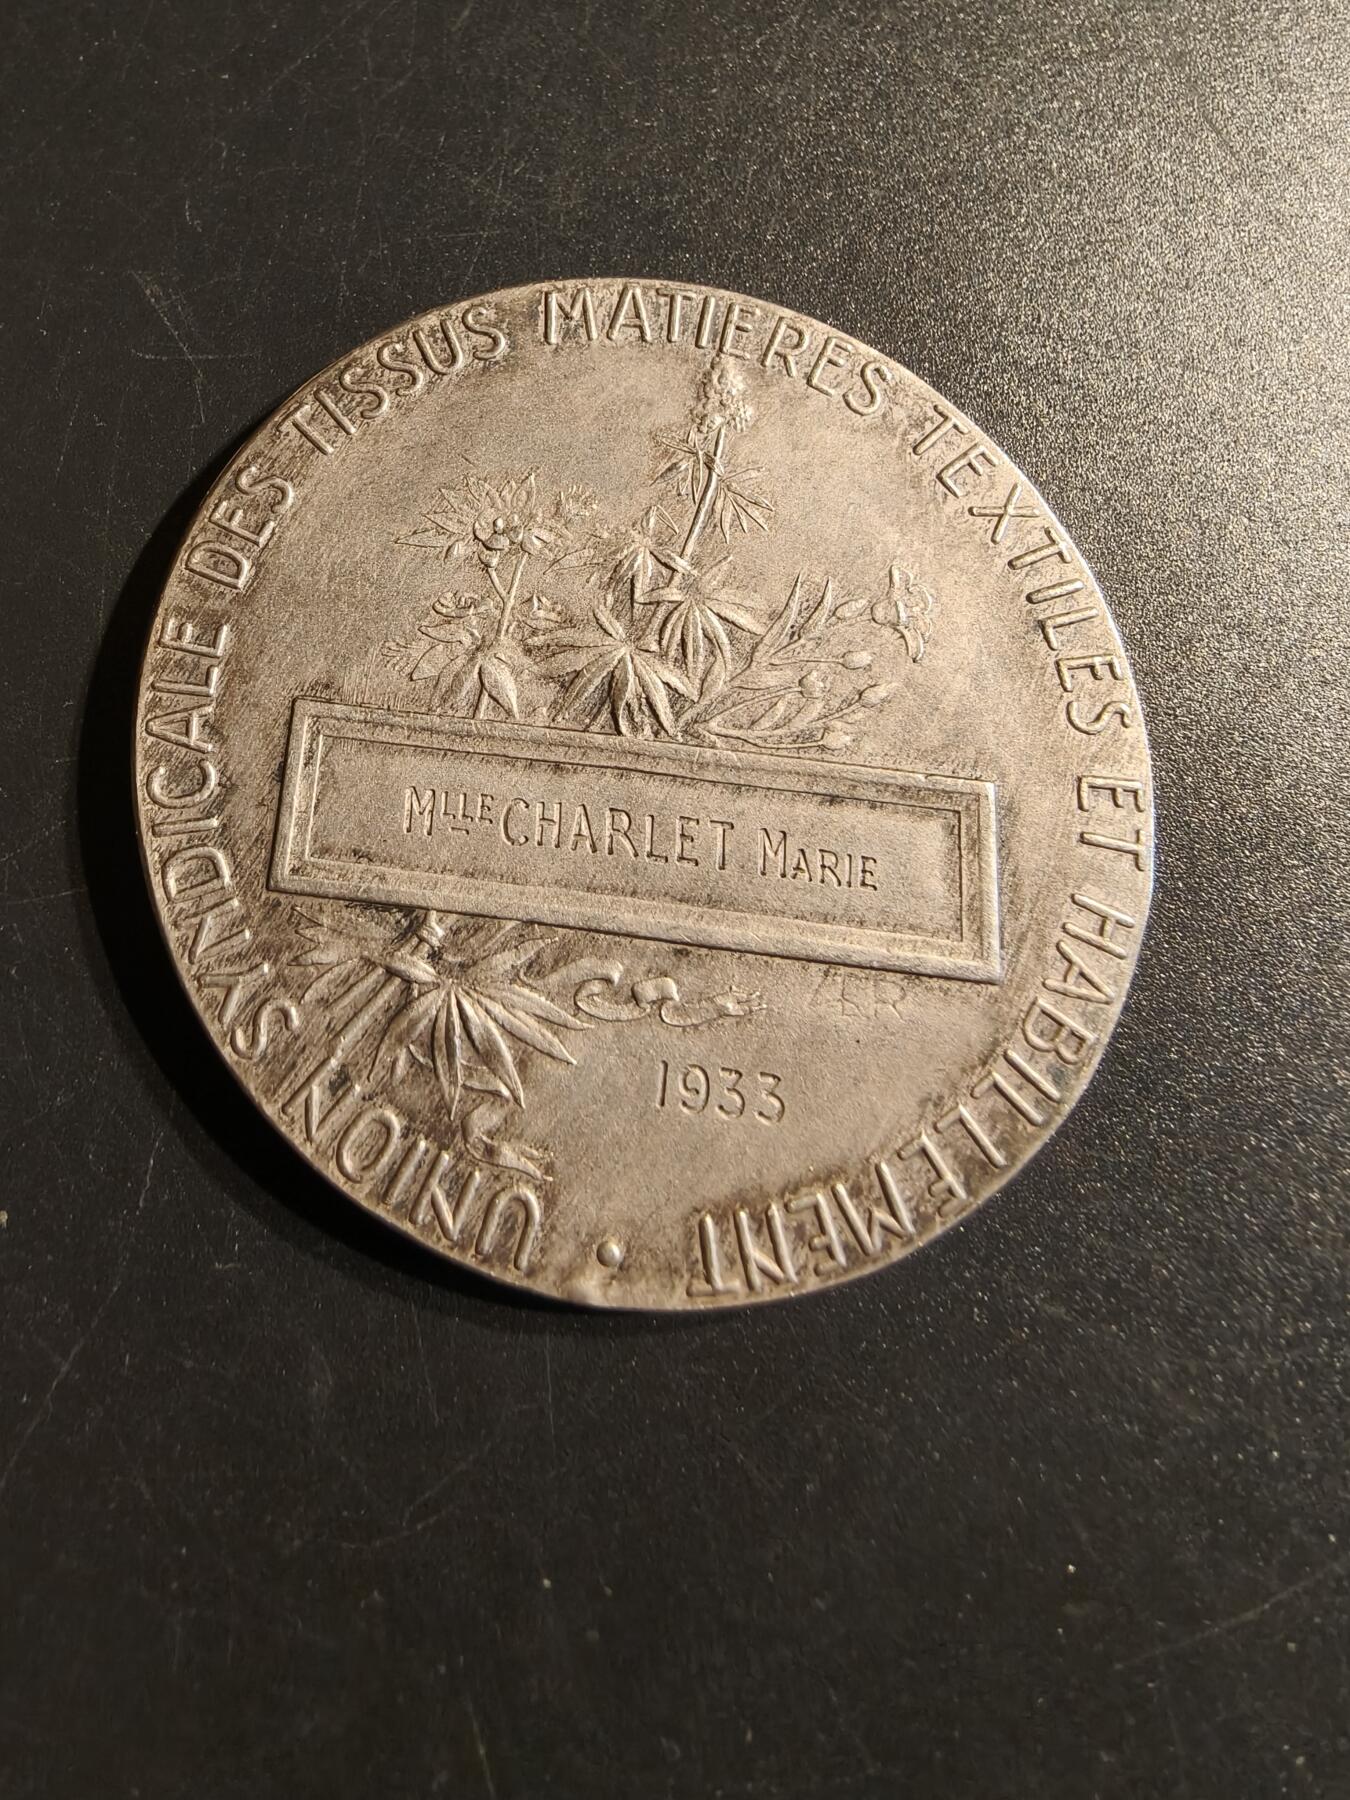 UNION SYNDICALE DES TISSUS MATIERES TEXTILES ET HABILLEMENT •
MLLE CHARLET MARIE
1933